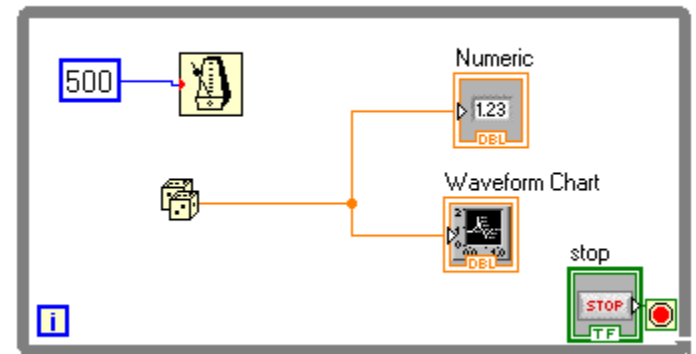 500
Numeric
1.23
DBL
Waveform Chart
DBL
stop
STOP
TF
i